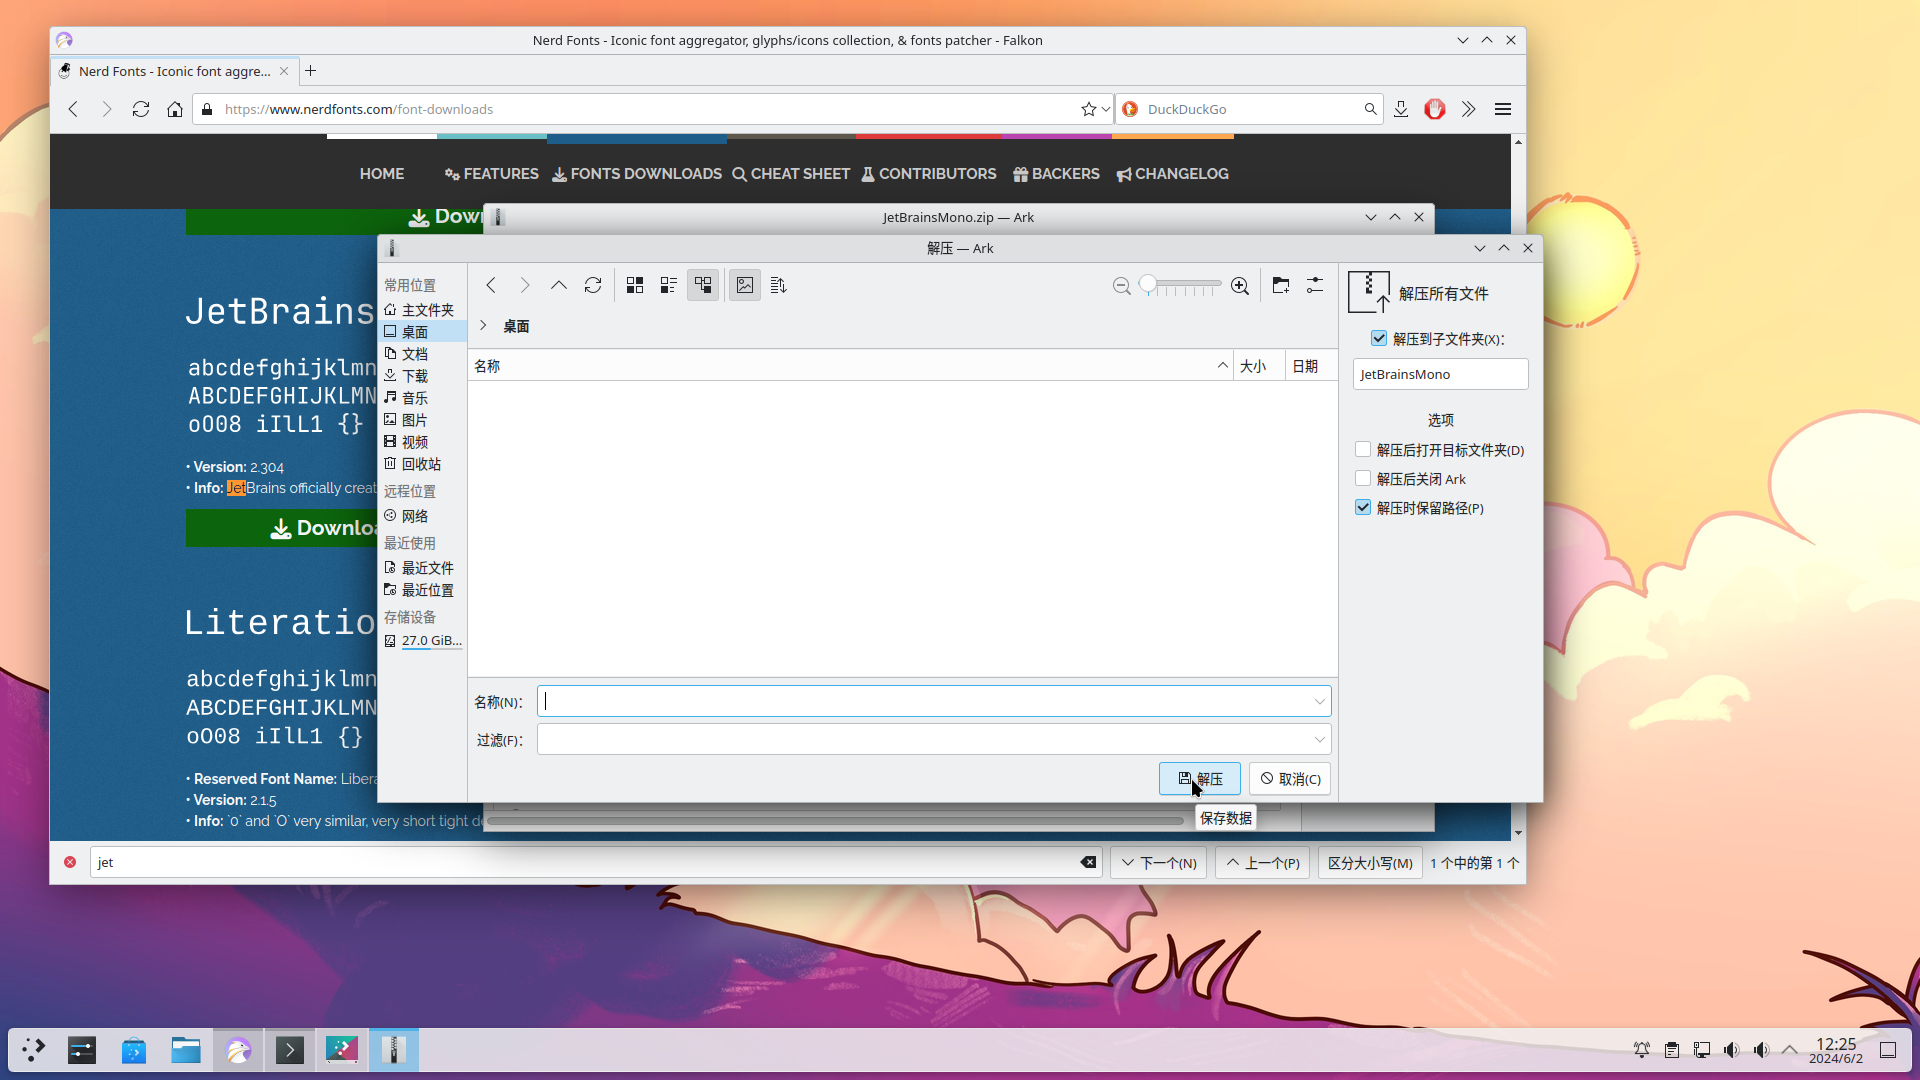 Nerd Fonts - Iconic font aggregator, glyphs/icons collection, & fonts patcher - Falkon
Nerd Fonts - Iconic font aggre...
https://www.nerdfonts.com/font-downloads
DuckDuckGo
HOME FEATURES FONTS DOWNLOADS CHEAT SHEET CONTRIBUTORS BACKERS CHANGELOG
Down
JetBrainsMono.zip — Ark
解压 — Ark
常用位置
主文件夹
桌面
文档
下载
音乐
图片
视频
回收站
远程位置
网络
最近使用
最近文件
最近位置
存储设备
27.0 GiB...
桌面
名称 大小 日期
名称(N):
过滤(F):
解压 取消(C)
保存数据
解压所有文件
解压到子文件夹(X):
JetBrainsMono
选项
解压后打开目标文件夹(D)
解压后关闭 Ark
解压时保留路径(P)
JetBrains
abcdefghijklmn
ABCDEFGHIJKLMN
oO08 iIlL1 {}
• Version: 2.304
• Info: JetBrains officially creat
Downloa
Literatio
abcdefghijklmn
ABCDEFGHIJKLMN
oO08 iIlL1 {}
• Reserved Font Name: Libera
• Version: 2.1.5
• Info: `0` and `O` very similar, very short tight de
jet
下一个(N) 上一个(P) 区分大小写(M) 1 个中的第 1 个
12:25
2024/6/2